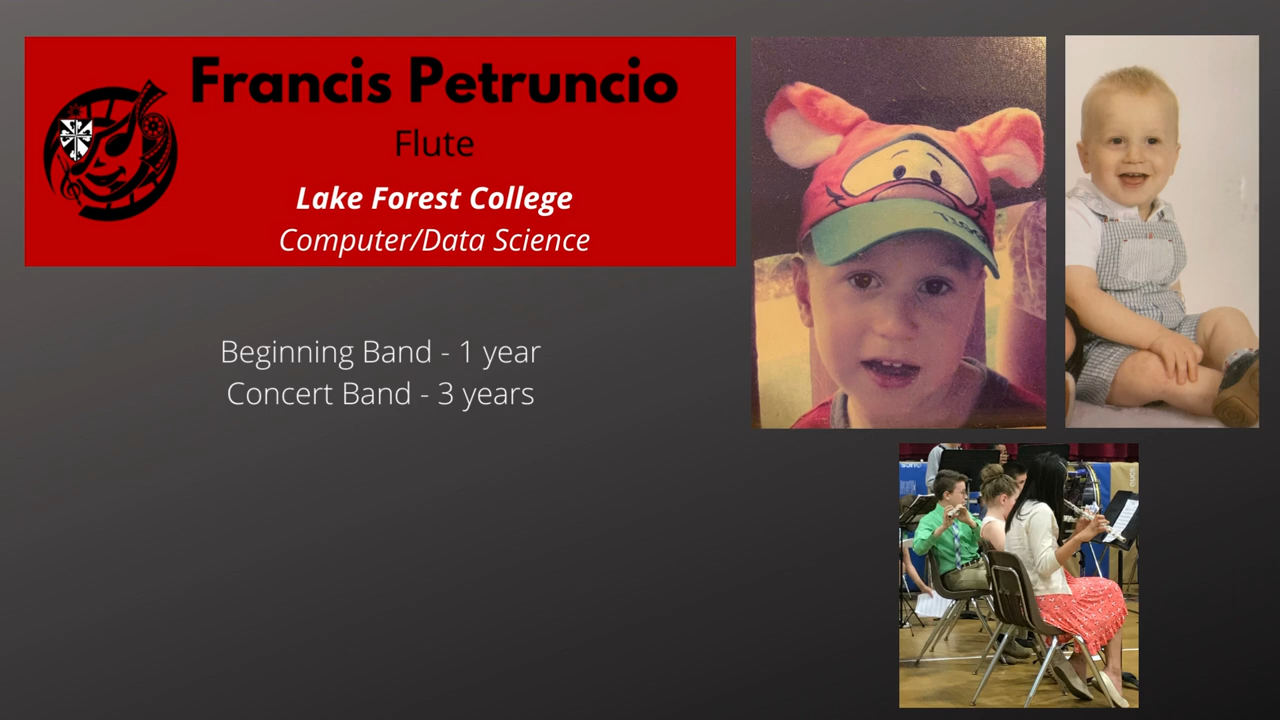 Francis Petruncio
Flute
Lake Forest College
Computer/Data Science
Beginning Band - 1 year
Concert Band - 3 years